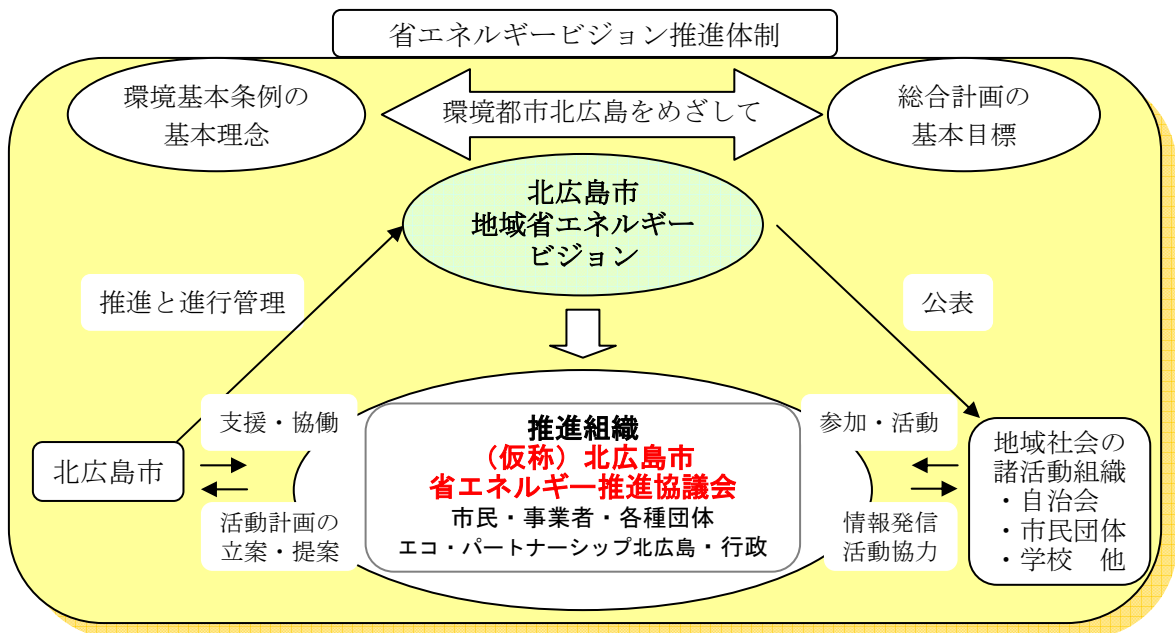 省エネルギービジョン推進体制
環境基本条例の
基本理念
環境都市北広島をめざして
総合計画の
基本目標
北広島市
地域省エネルギー
ビジョン
推進と進行管理
公表
支援・協働
北広島市
活動計画の
立案・提案
推進組織
（仮称）北広島市
省エネルギー推進協議会
市民・事業者・各種団体
エコ・パートナーシップ北広島・行政
参加・活動
情報発信
活動協力
地域社会の
諸活動組織
・自治会
・市民団体
・学校　他